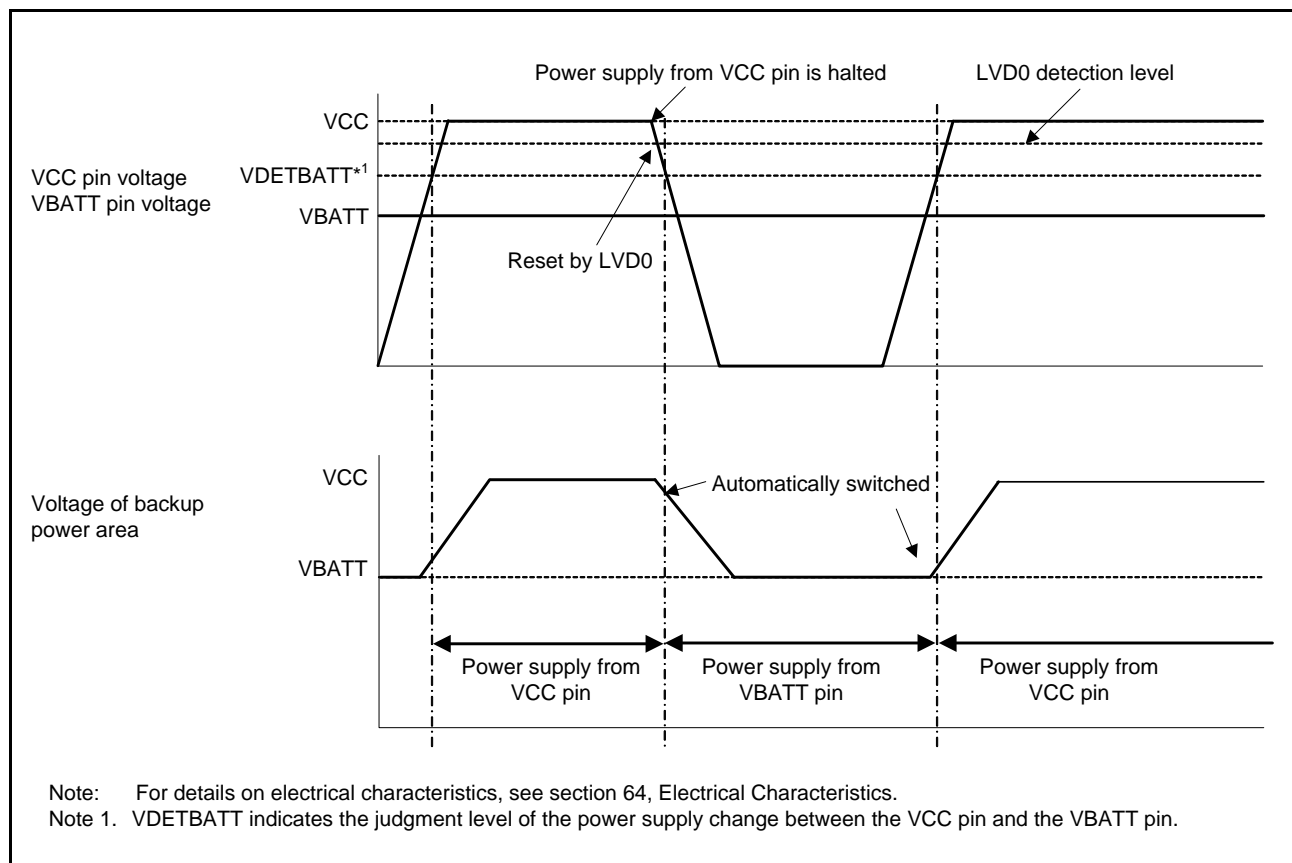 Power supply from VCC pin is halted
LVD0 detection level
VCC
VDETBATT*1
VCC pin voltage
VBATT pin voltage
VBATT
Reset by LVD0
VCC
Automatically switched
Voltage of backup
power area
VBATT
Power supply from
VCC pin
Power supply from
VBATT pin
Power supply from
VCC pin
Note: For details on electrical characteristics, see section 64, Electrical Characteristics.
Note 1. VDETBATT indicates the judgment level of the power supply change between the VCC pin and the VBATT pin.